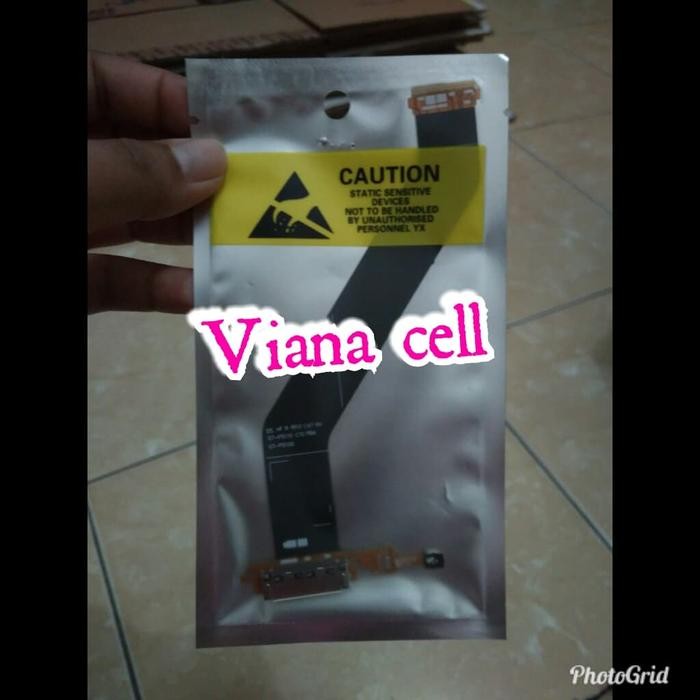 CAUTION
STATIC SENSITIVE
DEVICES
NOT TO BE HANDLED
BY UNAUTHORISED
PERSONNEL YX
Viana cell
PhotoGrid